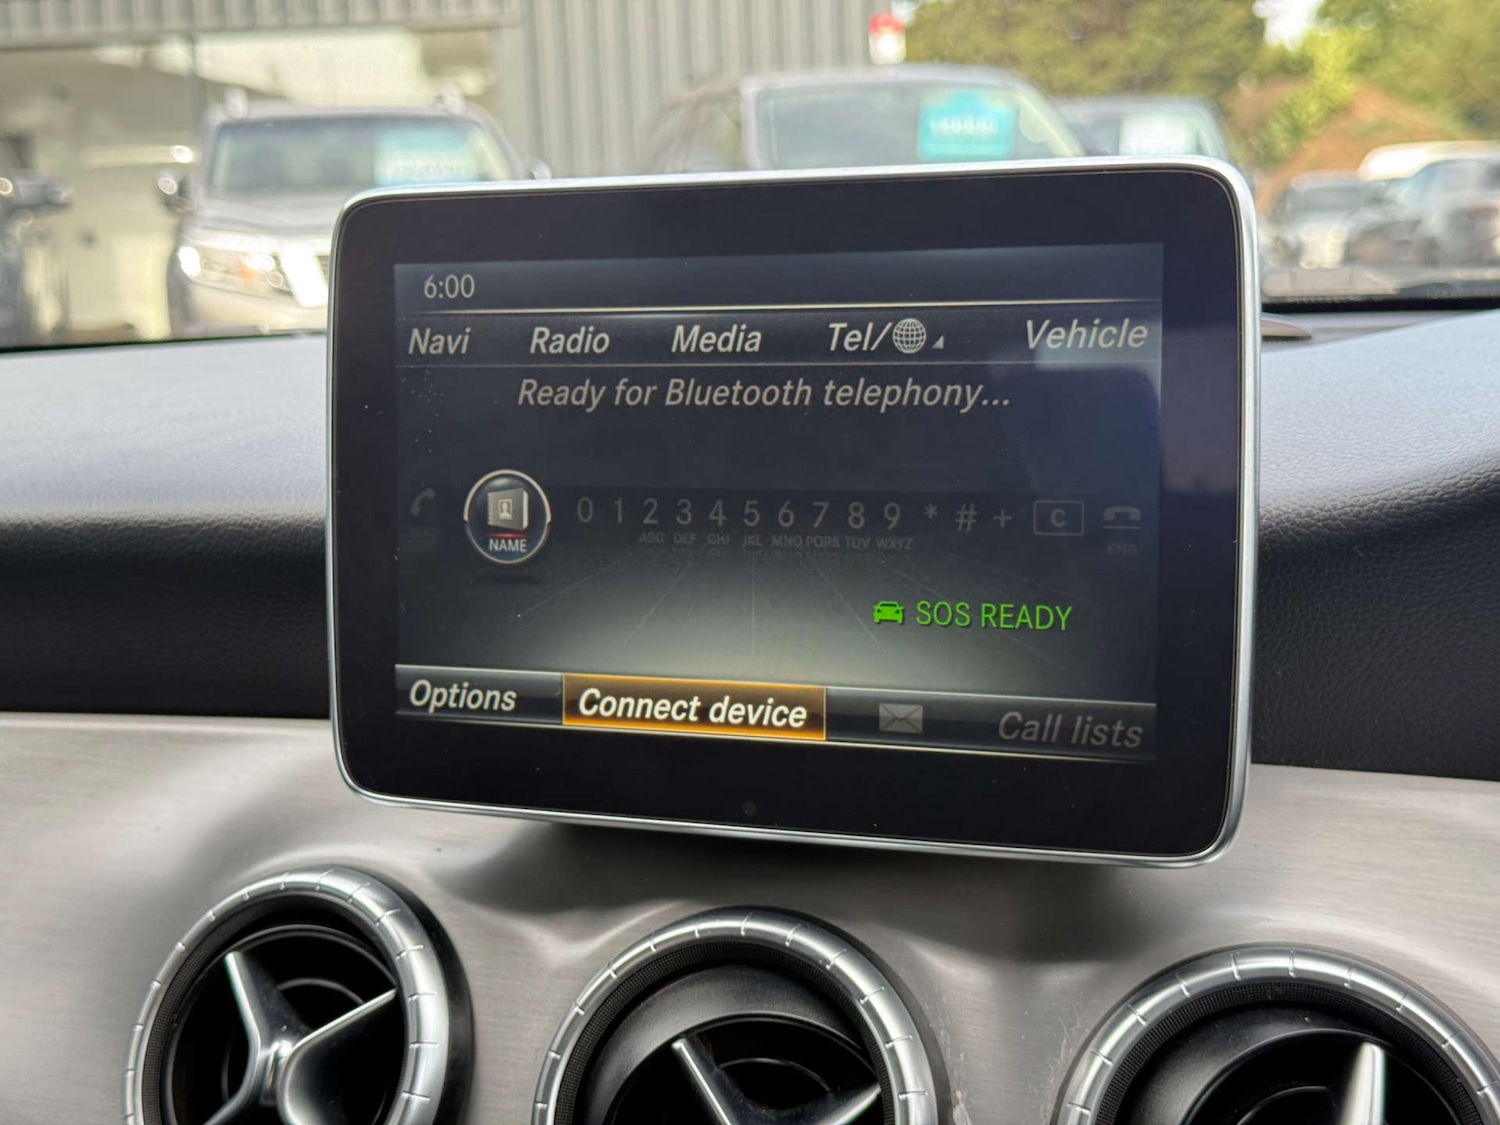 6:00
Navi Radio Media Tel/ Vehicle
Ready for Bluetooth telephony...
NAME 0 1 2 3 4 5 6 7 8 9 * # + C
ABC DEF GHI JKL MNO PQRS TUV WXYZ
END
SOS READY
Options Connect device Call lists